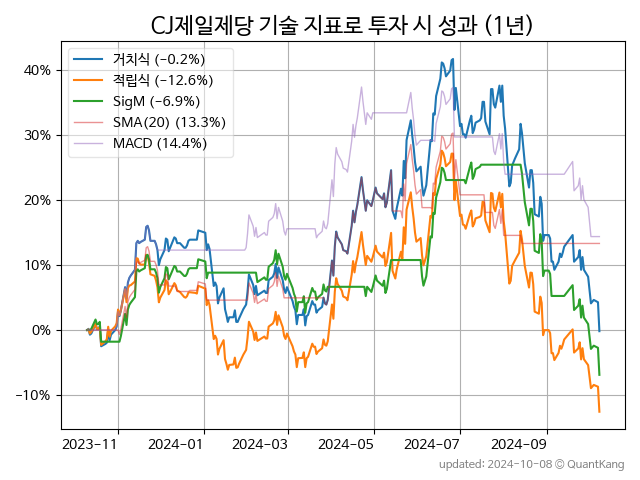 CJ제일제당 기술 지표로 투자 시 성과 (1년)
거치식 (−0.2%)
적립식 (−12.6%)
SigM (−6.9%)
SMA(20) (13.3%)
MACD (14.4%)
40%
30%
20%
10%
0%
−10%
2023-11 2024-01 2024-03 2024-05 2024-07 2024-09
updated: 2024-10-08 © QuantKang